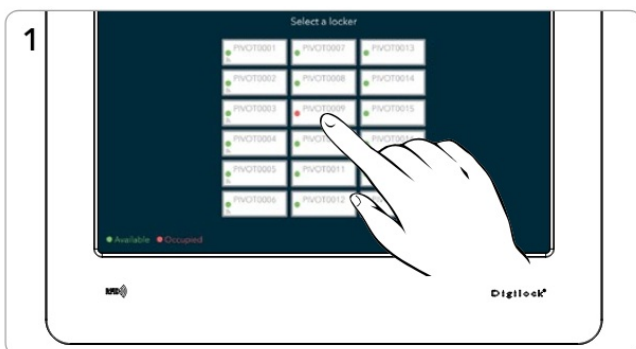 1
Select a locker
PIVOT0001 PIVOT0007 PIVOT0013
PIVOT0002 PIVOT0008 PIVOT0014
PIVOT0003 PIVOT0009 PIVOT0015
PIVOT0004
PIVOT0005 PIVOT0011
PIVOT0006 PIVOT0012
Available Occupied
RFID Digilock